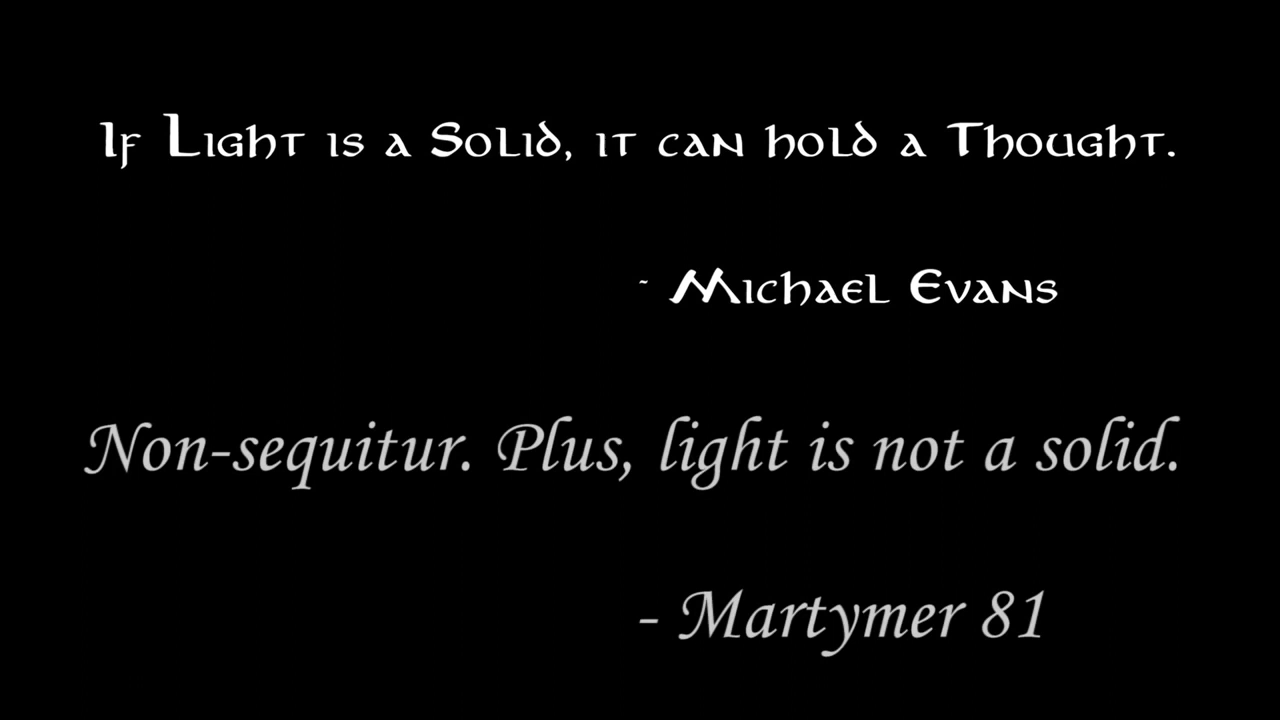 If Light is a Solid, it can hold a Thought.
- Michael Evans
Non-sequitur. Plus, light is not a solid.
- Martymer 81